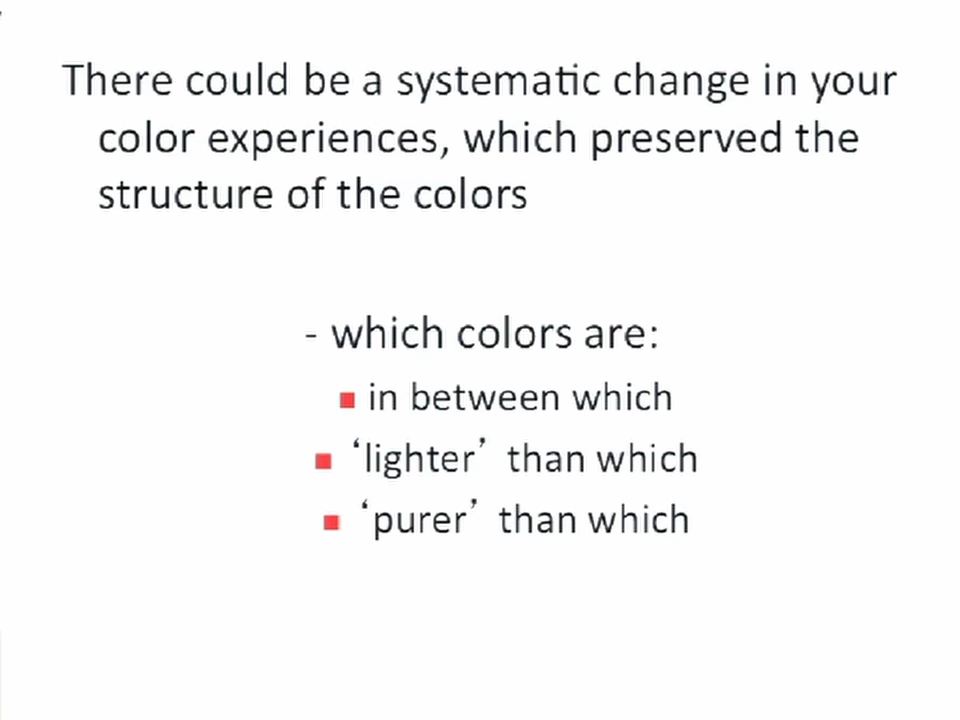 There could be a systematic change in your
color experiences, which preserved the
structure of the colors
- which colors are:
▪ in between which
▪ ‘lighter’ than which
▪ ‘purer’ than which